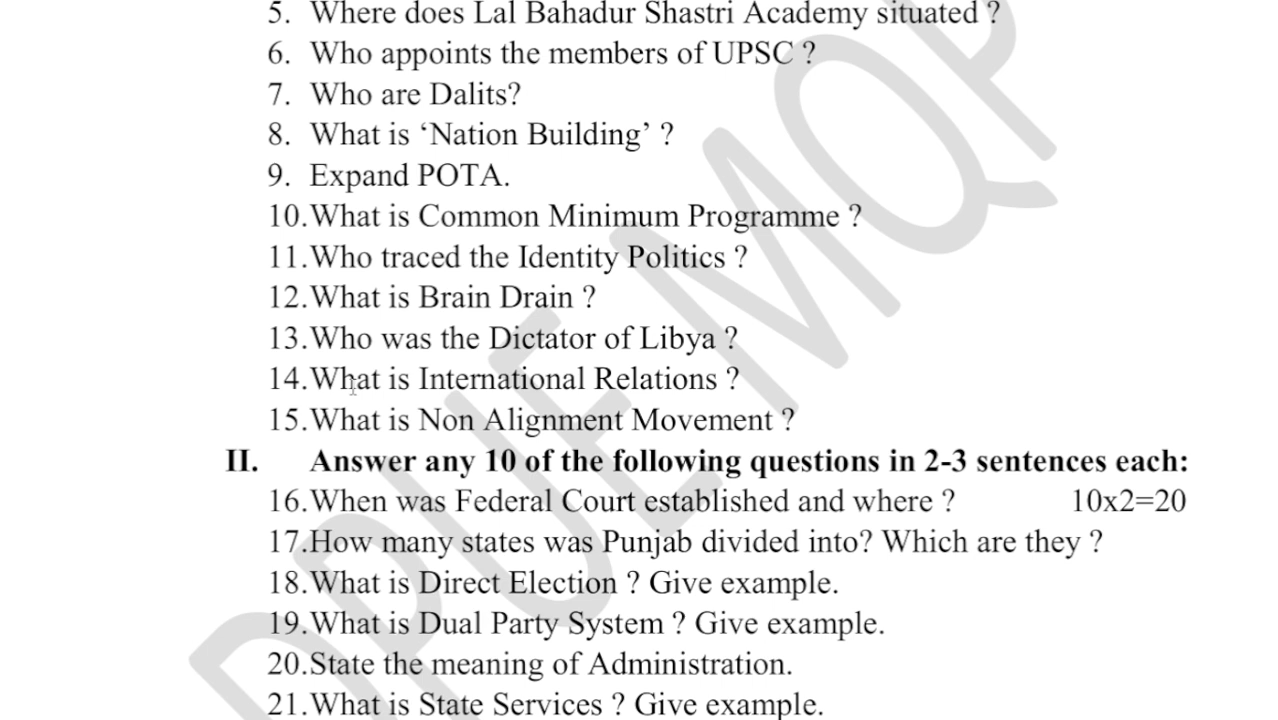 5. Where does Lal Bahadur Shastri Academy situated ?
6. Who appoints the members of UPSC ?
7. Who are Dalits?
8. What is ‘Nation Building’ ?
9. Expand POTA.
10.What is Common Minimum Programme ?
11.Who traced the Identity Politics ?
12.What is Brain Drain ?
13.Who was the Dictator of Libya ?
14.What is International Relations ?
15.What is Non Alignment Movement ?
II. Answer any 10 of the following questions in 2-3 sentences each:
16.When was Federal Court established and where ? 10x2=20
17.How many states was Punjab divided into? Which are they ?
18.What is Direct Election ? Give example.
19.What is Dual Party System ? Give example.
20.State the meaning of Administration.
21.What is State Services ? Give example.
DPUE MQP